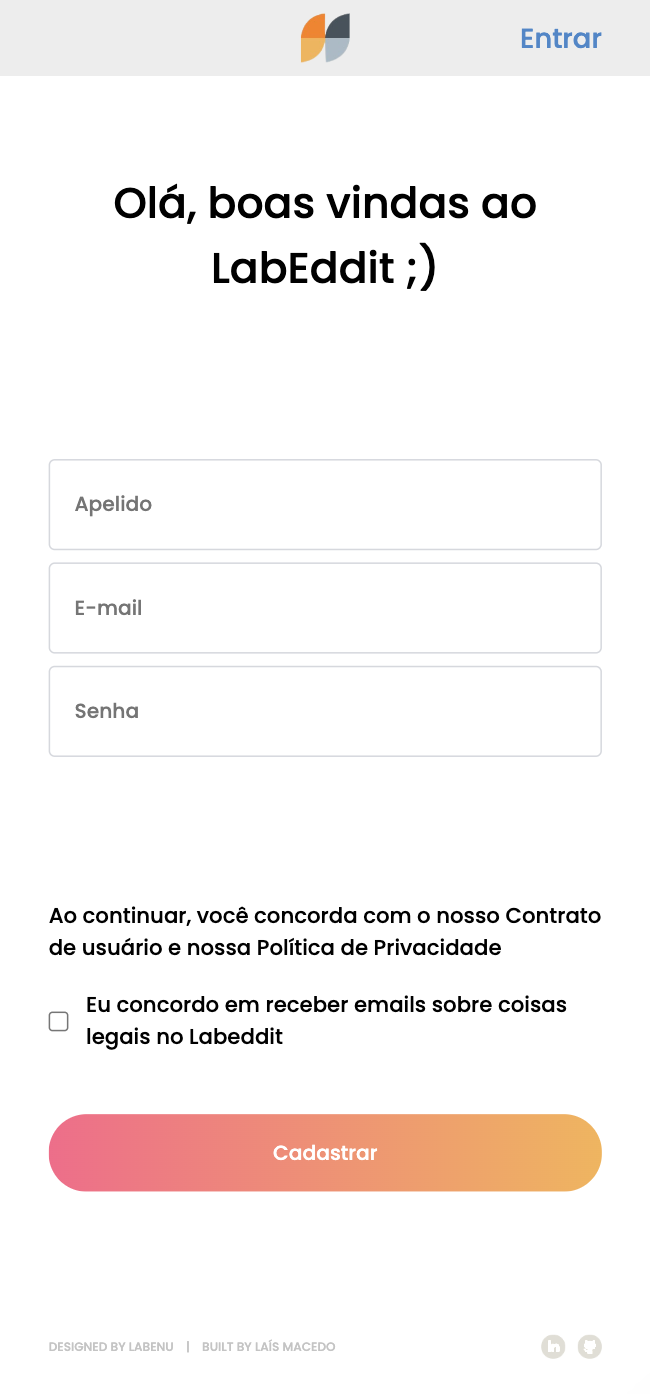 Entrar
Olá, boas vindas ao
LabEddit ;)
Apelido
E-mail
Senha
Ao continuar, você concorda com o nosso Contrato
de usuário e nossa Política de Privacidade
Eu concordo em receber emails sobre coisas
legais no Labeddit
Cadastrar
DESIGNED BY LABENU | BUILT BY LAÍS MACEDO